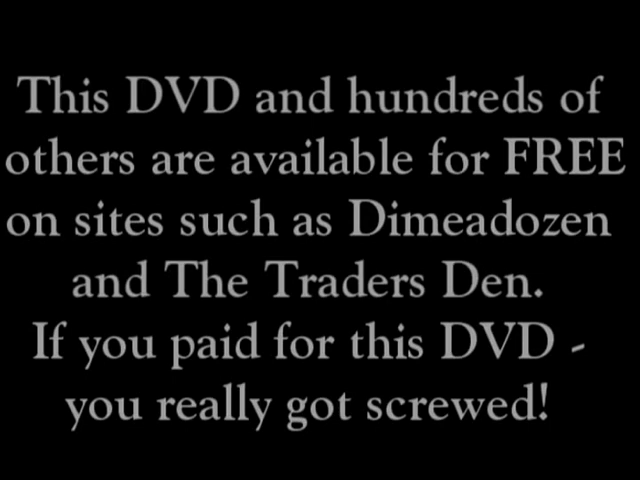 This DVD and hundreds of
others are available for FREE
on sites such as Dimeadozen
and The Traders Den.
If you paid for this DVD -
you really got screwed!